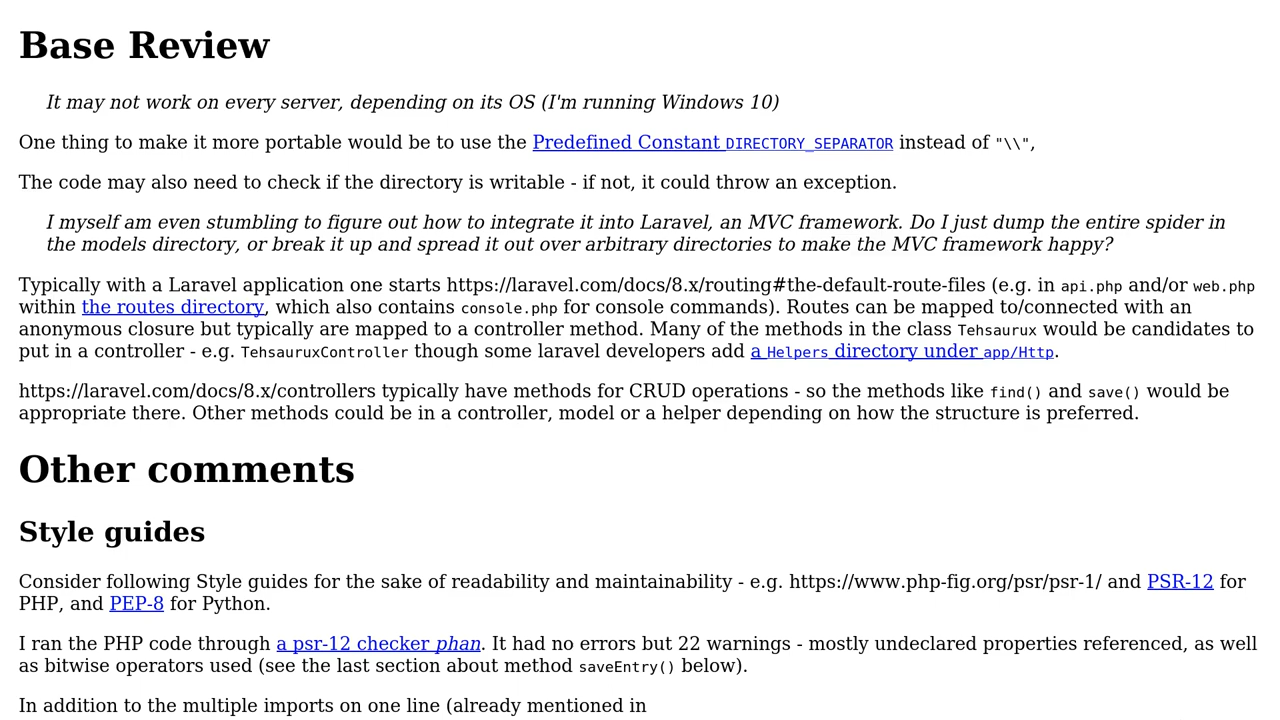 Base Review
It may not work on every server, depending on its OS (I'm running Windows 10)
One thing to make it more portable would be to use the Predefined Constant DIRECTORY_SEPARATOR instead of "\\",
The code may also need to check if the directory is writable - if not, it could throw an exception.
I myself am even stumbling to figure out how to integrate it into Laravel, an MVC framework. Do I just dump the entire spider in
the models directory, or break it up and spread it out over arbitrary directories to make the MVC framework happy?
Typically with a Laravel application one starts https://laravel.com/docs/8.x/routing#the-default-route-files (e.g. in api.php and/or web.php
within the routes directory, which also contains console.php for console commands). Routes can be mapped to/connected with an
anonymous closure but typically are mapped to a controller method. Many of the methods in the class Tehsaurux would be candidates to
put in a controller - e.g. TehsauruxController though some laravel developers add a Helpers directory under app/Http.
https://laravel.com/docs/8.x/controllers typically have methods for CRUD operations - so the methods like find() and save() would be
appropriate there. Other methods could be in a controller, model or a helper depending on how the structure is preferred.
Other comments
Style guides
Consider following Style guides for the sake of readability and maintainability - e.g. https://www.php-fig.org/psr/psr-1/ and PSR-12 for
PHP, and PEP-8 for Python.
I ran the PHP code through a psr-12 checker phan. It had no errors but 22 warnings - mostly undeclared properties referenced, as well
as bitwise operators used (see the last section about method saveEntry() below).
In addition to the multiple imports on one line (already mentioned in